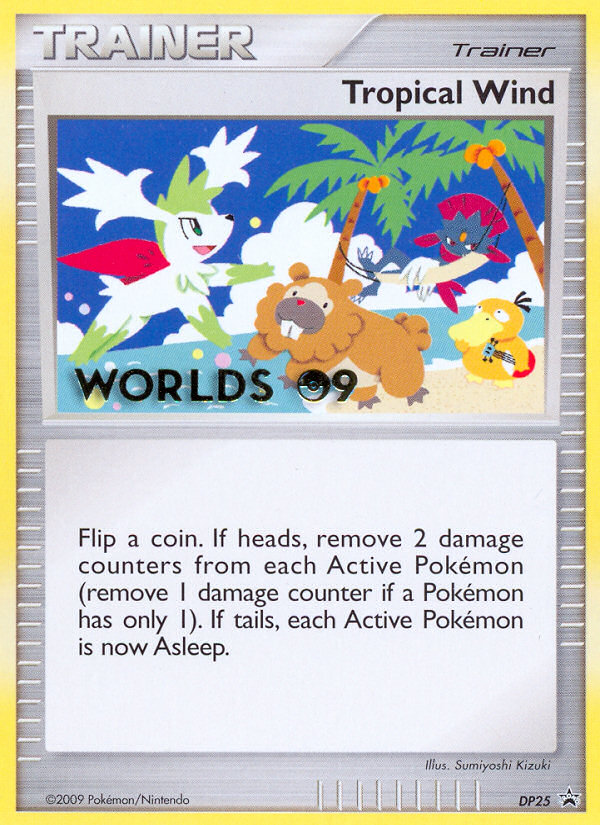 TRAINER
Trainer
Tropical Wind
WORLDS 09
Flip a coin. If heads, remove 2 damage
counters from each Active Pokémon
(remove 1 damage counter if a Pokémon
has only 1). If tails, each Active Pokémon
is now Asleep.
Illus. Sumiyoshi Kizuki
©2009 Pokémon/Nintendo
DP25